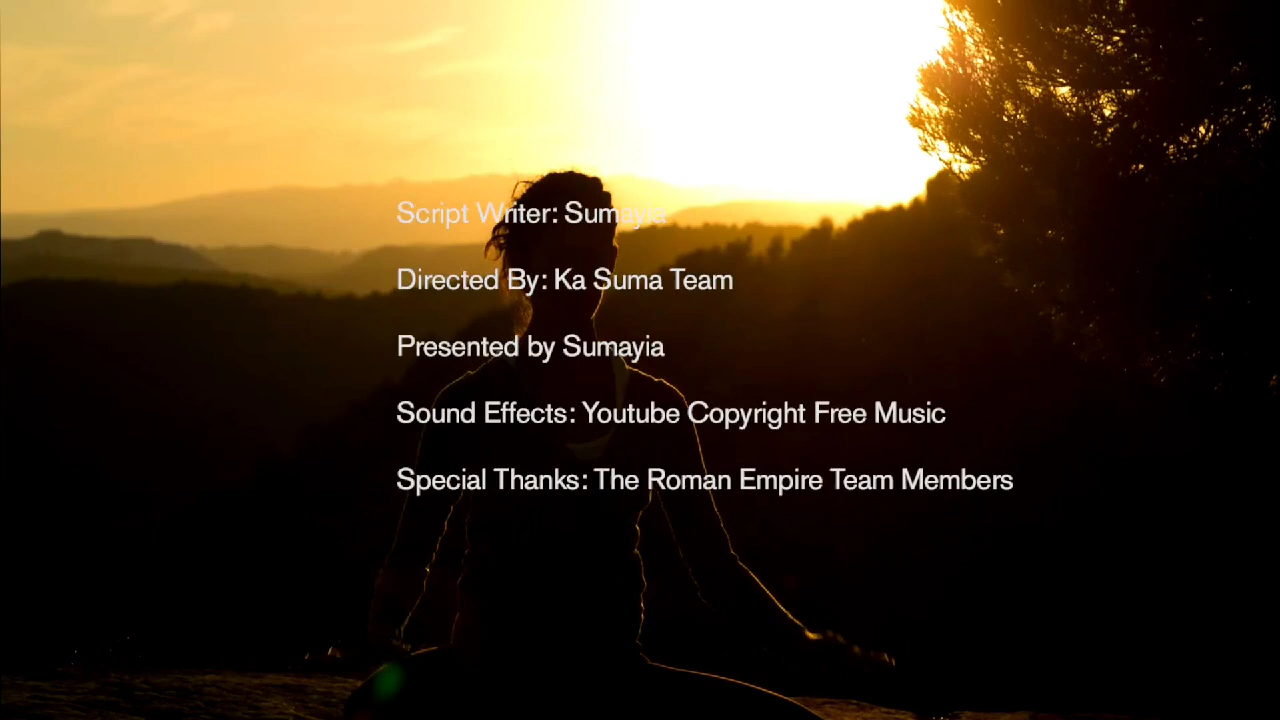 Script Writer: Sumayia
Directed By: Ka Suma Team
Presented by Sumayia
Sound Effects: Youtube Copyright Free Music
Special Thanks: The Roman Empire Team Members